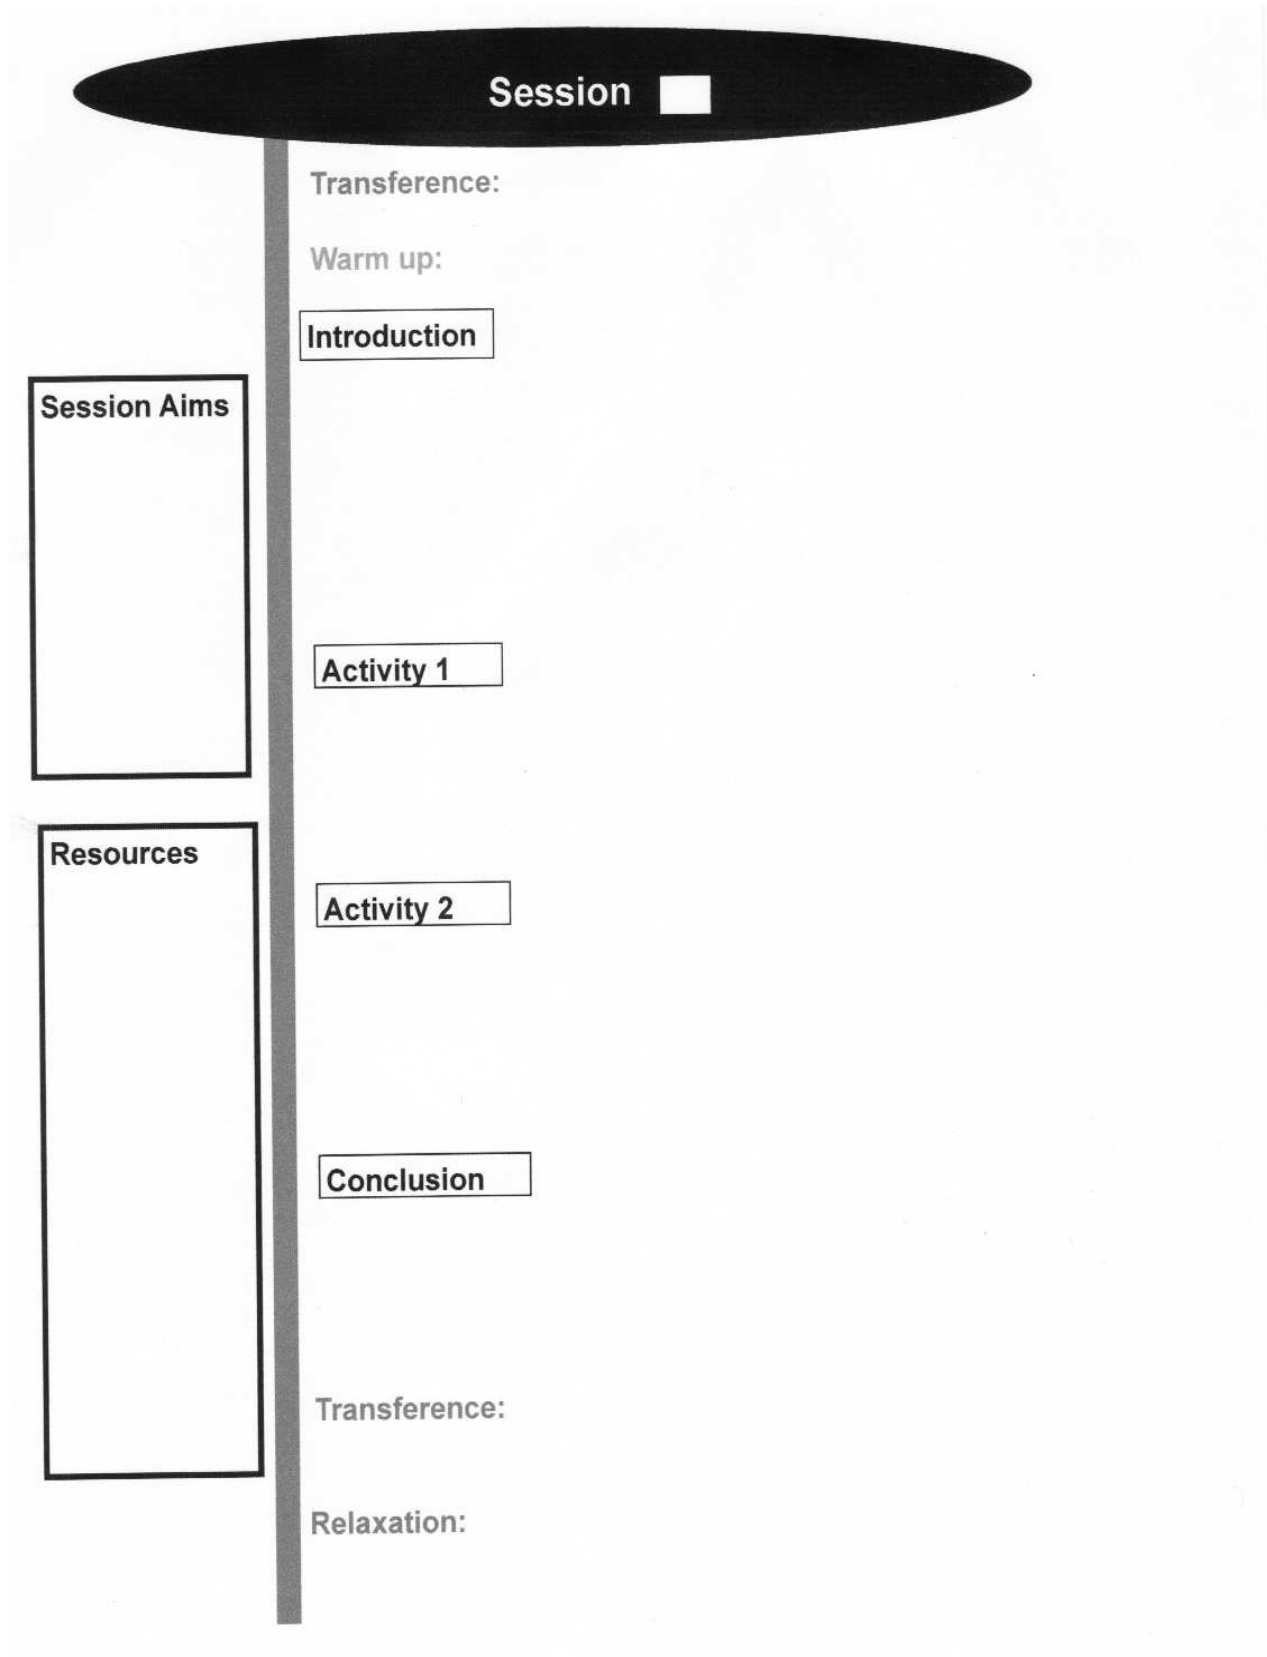 Session
Transference:
Warm up:
Introduction
Session Aims
Activity 1
Resources
Activity 2
Conclusion
Transference:
Relaxation: